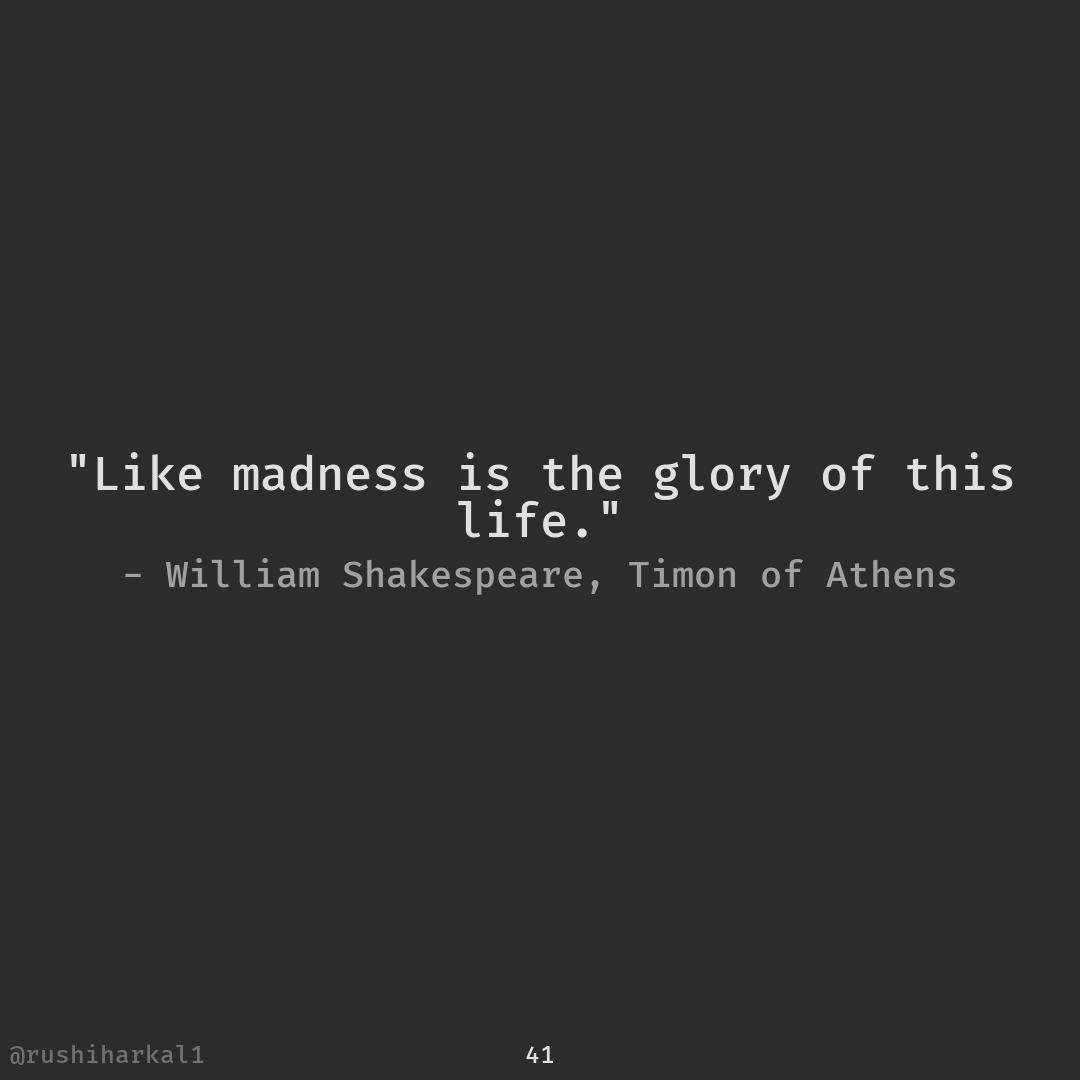 "Like madness is the glory of this
life."
– William Shakespeare, Timon of Athens
@rushiharkal1
41